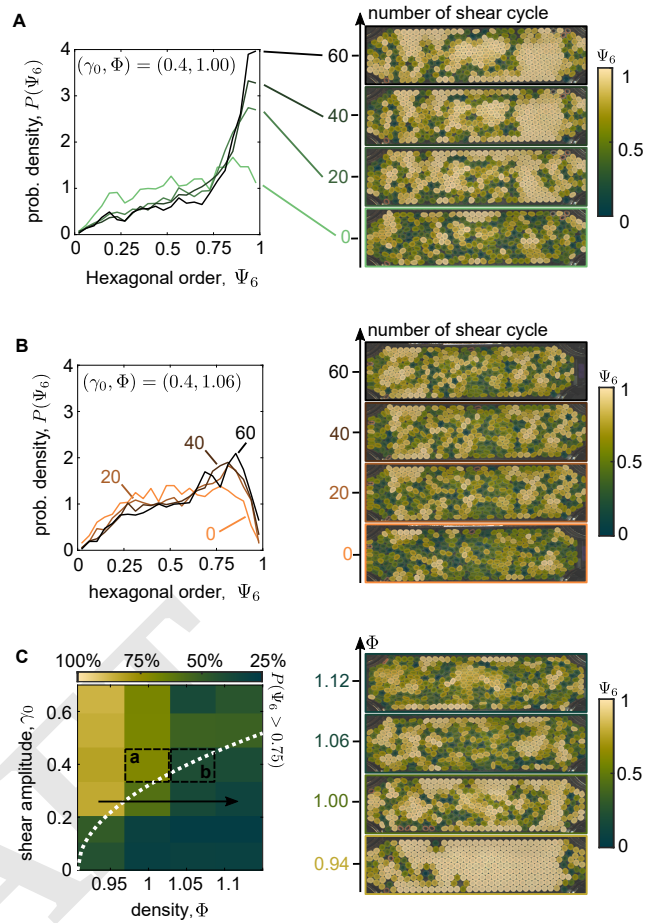 A
number of shear cycle
(γ₀, Φ) = (0.4, 1.00)
prob. density, P(Ψ₆)
4
3
2
1
0
0
0.25
0.5
0.75
1
Hexagonal order, Ψ₆
60
40
20
0
Ψ₆
1
0.5
0
B
number of shear cycle
(γ₀, Φ) = (0.4, 1.06)
prob. density, P(Ψ₆)
4
3
2
1
0
0
0.25
0.5
0.75
1
hexagonal order, Ψ₆
20
40
60
0
60
40
20
0
Ψ₆
1
0.5
0
C
100% 75% 50% 25%
P(Ψ₆ > 0.75)
shear amplitude, γ₀
0.6
0.4
0.2
0
a
b
0.95
1
1.05
1.1
density, Φ
Φ
1.12
1.06
1.00
0.94
Ψ₆
1
0.5
0